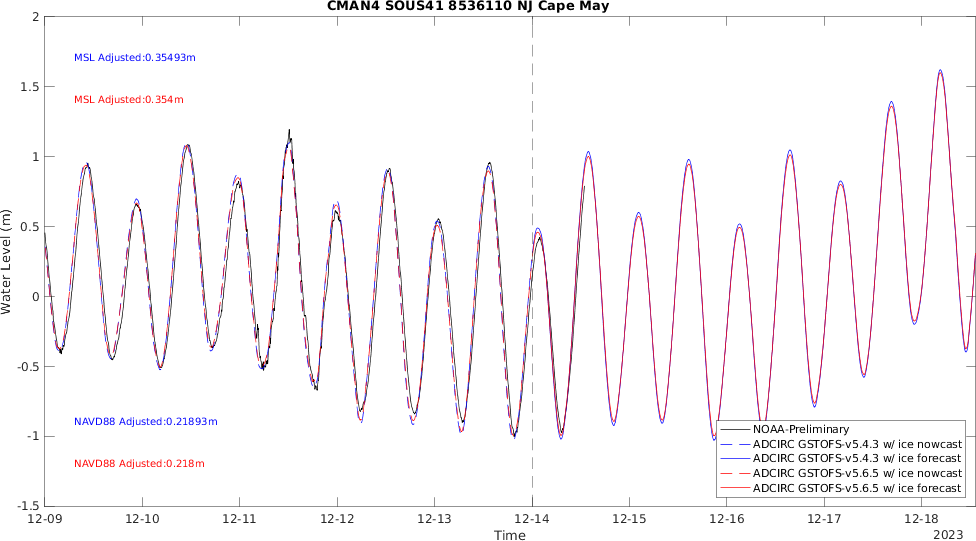 CMAN4 SOUS41 8536110 NJ Cape May
2
1.5
1
0.5
0
-0.5
-1
-1.5
Water Level (m)
MSL Adjusted:0.35493m
MSL Adjusted:0.354m
NAVD88 Adjusted:0.21893m
NAVD88 Adjusted:0.218m
NOAA-Preliminary
ADCIRC GSTOFS-v5.4.3 w/ ice nowcast
ADCIRC GSTOFS-v5.4.3 w/ ice forecast
ADCIRC GSTOFS-v5.6.5 w/ ice nowcast
ADCIRC GSTOFS-v5.6.5 w/ ice forecast
12-09 12-10 12-11 12-12 12-13 12-14 12-15 12-16 12-17 12-18
Time
2023